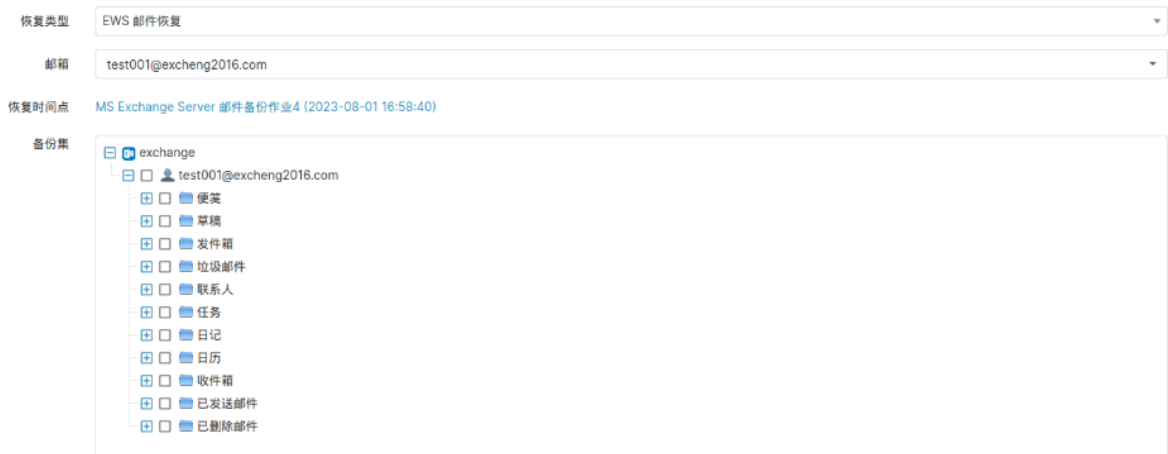 恢复类型 EWS 邮件恢复
邮箱 test001@excheng2016.com
恢复时间点 MS Exchange Server 邮件备份作业4 (2023-08-01 16:58:40)
备份集
exchange
test001@excheng2016.com
便笺
草稿
发件箱
垃圾邮件
联系人
任务
日记
日历
收件箱
已发送邮件
已删除邮件